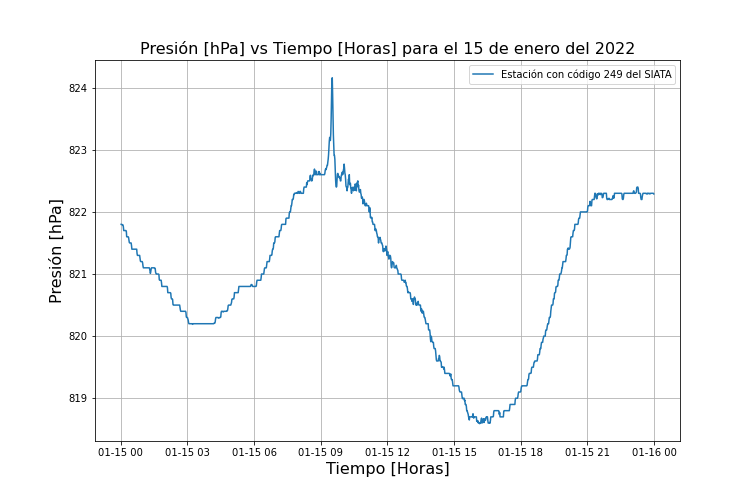 Presión [hPa] vs Tiempo [Horas] para el 15 de enero del 2022
Estación con código 249 del SIATA
824
823
822
821
820
819
Presión [hPa]
01-15 00 01-15 03 01-15 06 01-15 09 01-15 12 01-15 15 01-15 18 01-15 21 01-16 00
Tiempo [Horas]